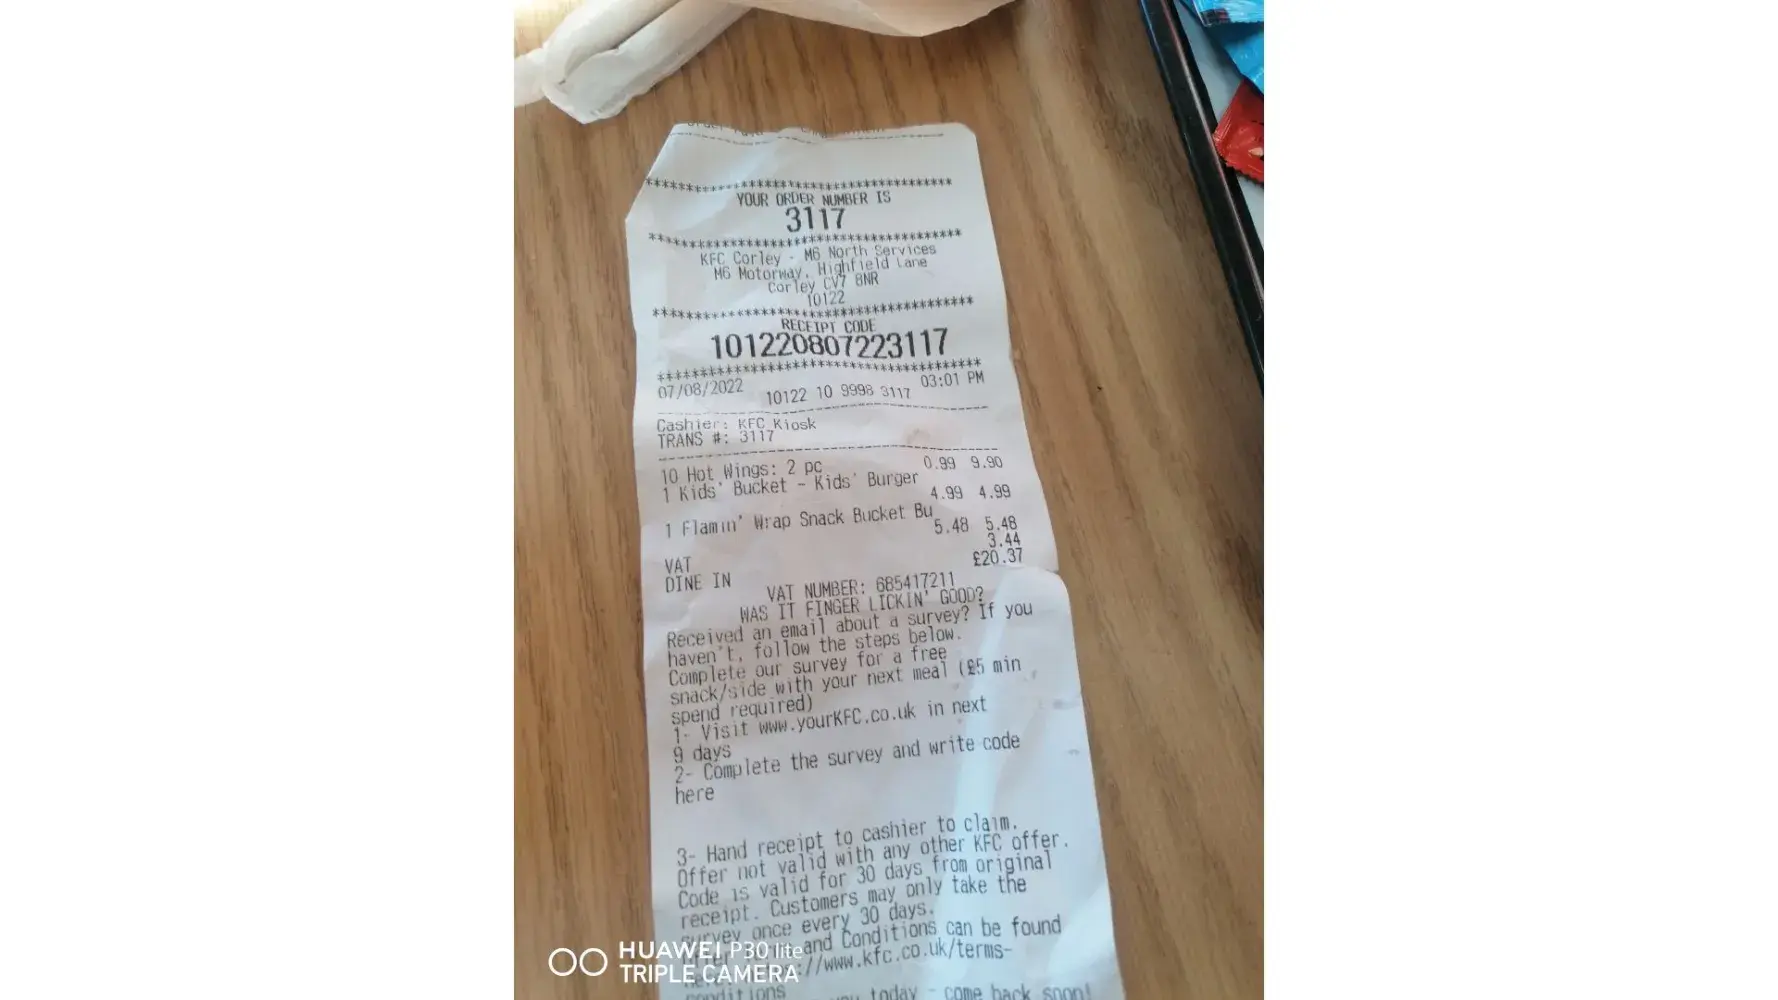 YOUR ORDER NUMBER IS
3117
KFC Corley - M6 North Services
M6 Motorway, Highfield Lane
Corley CV7 8NR
10122
RECEIPT CODE
101220807223117
07/08/2022 10122 10 9998 3117 03:01 PM
Cashier: KFC Kiosk
TRANS #: 3117
10 Hot Wings: 2 pc 0.99 9.90
1 Kids' Bucket - Kids' Burger
4.99 4.99
1 Flamin' Wrap Snack Bucket Bu
5.48 5.48
VAT 3.44
DINE IN £20.37
VAT NUMBER: 685417211
WAS IT FINGER LICKIN' GOOD?
Received an email about a survey? If you
haven't, follow the steps below.
Complete our survey for a free
snack/side with your next meal (£5 min
spend required)
1- Visit www.yourKFC.co.uk in next
9 days
2- Complete the survey and write code
here
3- Hand receipt to cashier to claim.
Offer not valid with any other KFC offer.
Code is valid for 30 days from original
receipt. Customers may only take the
survey once every 30 days.
and Conditions can be found
://www.kfc.co.uk/terms-
conditions
today - come back soon!
HUAWEI P30 lite
TRIPLE CAMERA